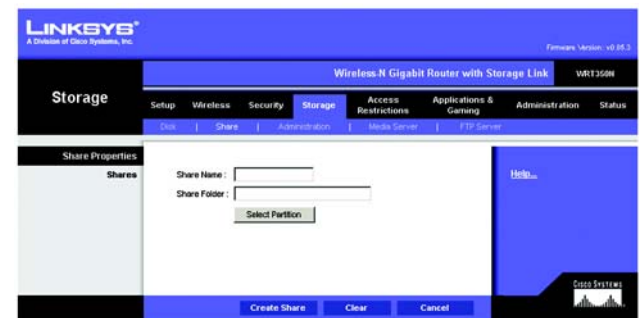 LINKSYS®
A Division of Cisco Systems, Inc.
Firmware Version: v0.95.3
Wireless-N Gigabit Router with Storage Link WRT350N
Storage
Setup Wireless Security Storage Access Restrictions Applications & Gaming Administration Status
Disk | Share | Administration | Media Server | FTP Server
Share Properties
Shares
Share Name :
Share Folder :
Select Partition
Help...
CISCO SYSTEMS
Create Share Clear Cancel